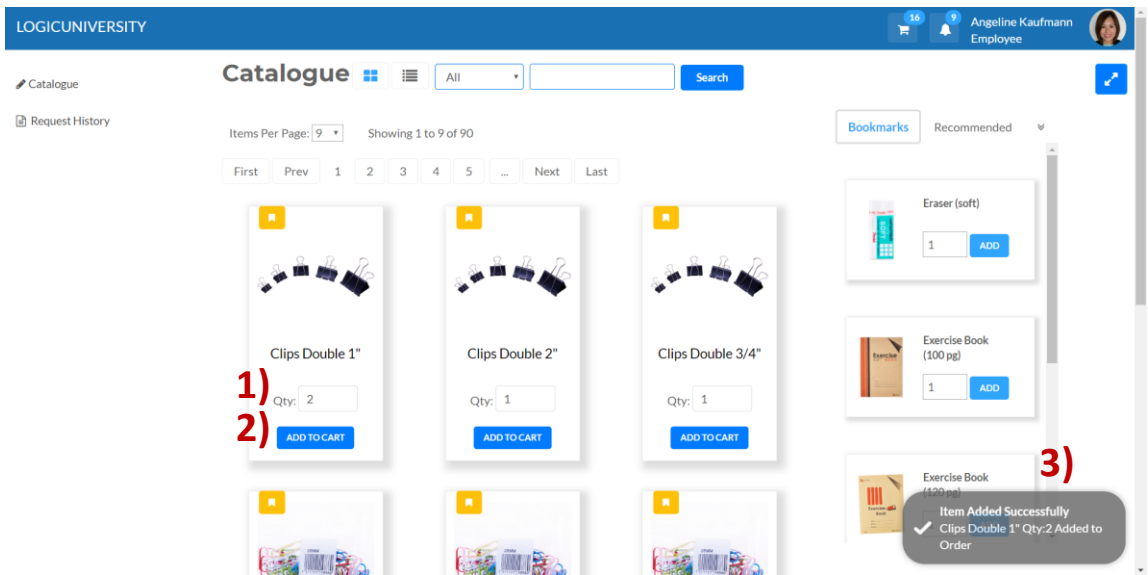 LOGICUNIVERSITY
16
9
Angeline Kaufmann
Employee
Catalogue
Request History
Catalogue
All
Search
Items Per Page: 9
Showing 1 to 9 of 90
First Prev 1 2 3 4 5 ... Next Last
Bookmarks Recommended
Clips Double 1"
1) Qty: 2
2) ADD TO CART
Clips Double 2"
Qty: 1
ADD TO CART
Clips Double 3/4"
Qty: 1
ADD TO CART
Eraser (soft)
SOFT
1 ADD
Exercise Book
(100 pg)
Exercise
1 ADD
3)
Exercise Book
(120 pg)
Item Added Successfully
Clips Double 1" Qty:2 Added to
Order